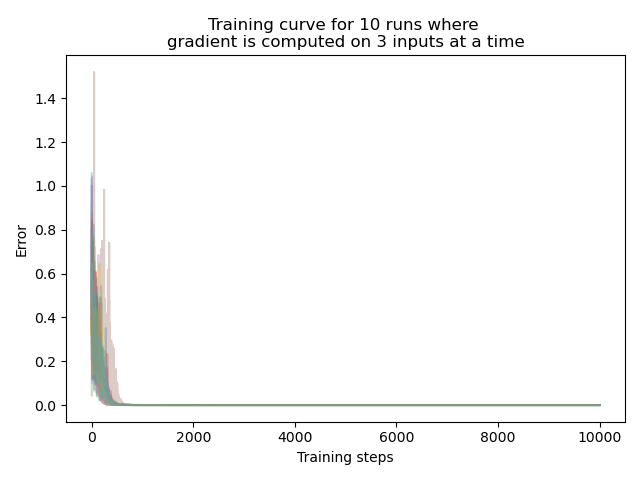 Training curve for 10 runs where
gradient is computed on 3 inputs at a time
Error
1.4
1.2
1.0
0.8
0.6
0.4
0.2
0.0
0 2000 4000 6000 8000 10000
Training steps